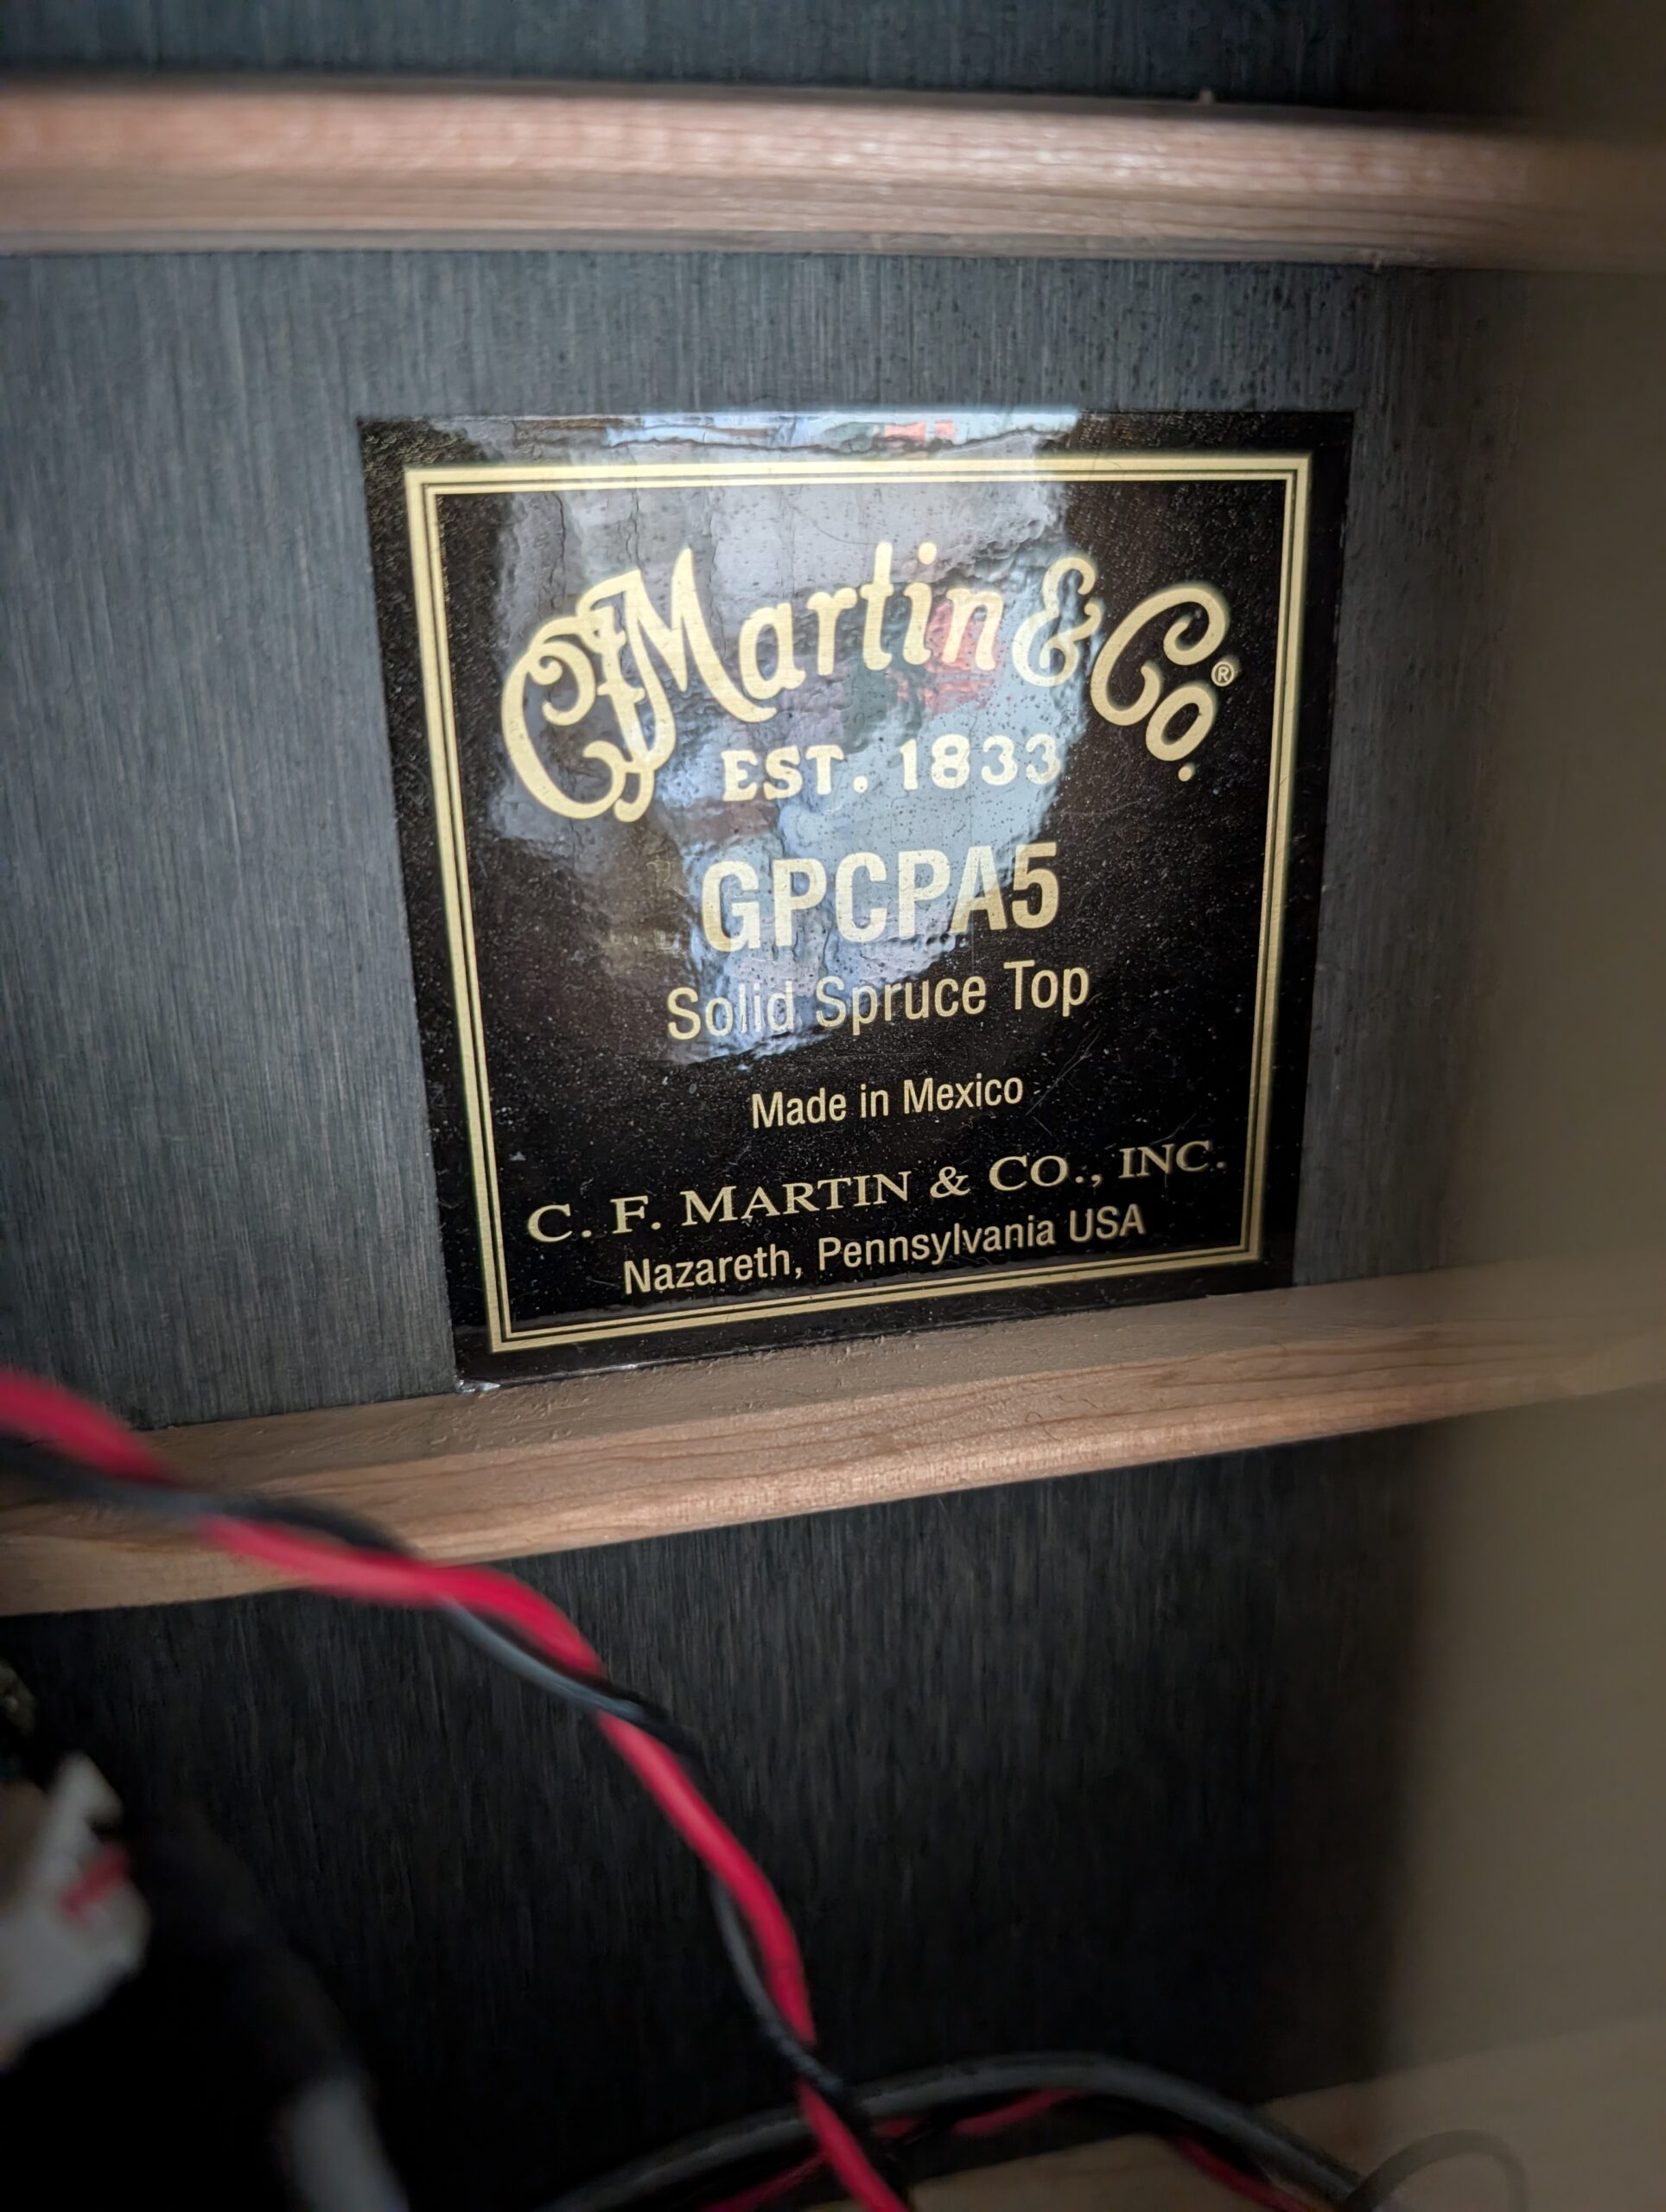 CFMartin & Co.®
EST. 1833
GPCPA5
Solid Spruce Top
Made in Mexico
C. F. MARTIN & CO., INC.
Nazareth, Pennsylvania USA